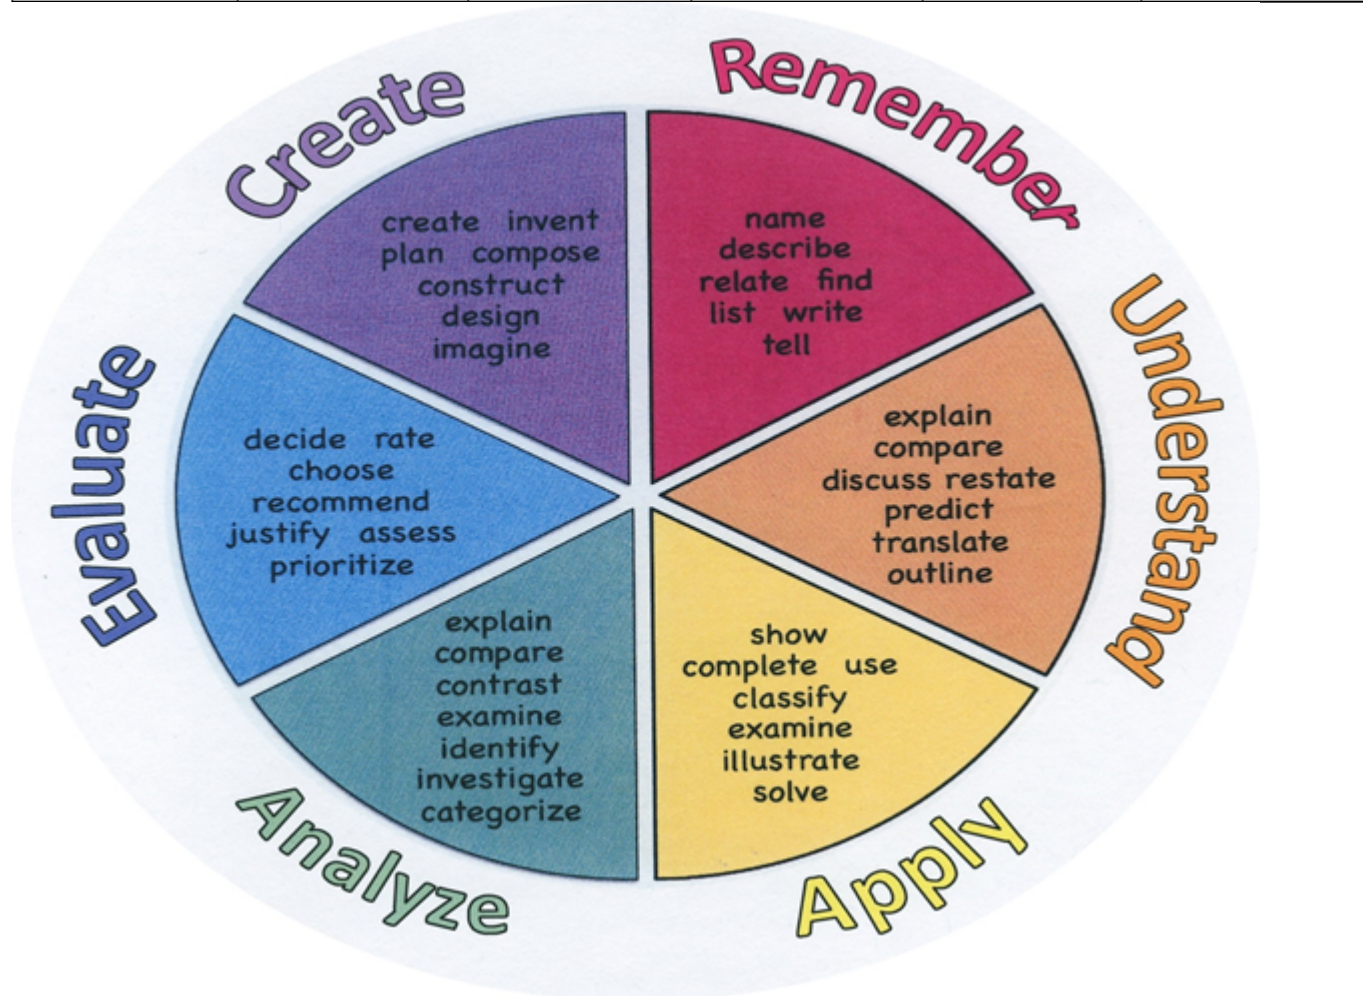 Remember
name
describe
relate find
list write
tell
Understand
explain
compare
discuss restate
predict
translate
outline
Apply
show
complete use
classify
examine
illustrate
solve
Analyze
explain
compare
contrast
examine
identify
investigate
categorize
Evaluate
decide rate
choose
recommend
justify assess
prioritize
Create
create invent
plan compose
construct
design
imagine